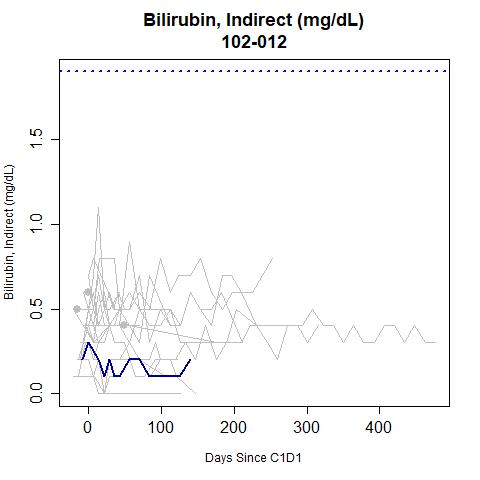 Bilirubin, Indirect (mg/dL)
102-012
Bilirubin, Indirect (mg/dL)
1.5
1.0
0.5
0.0
0 100 200 300 400
Days Since C1D1